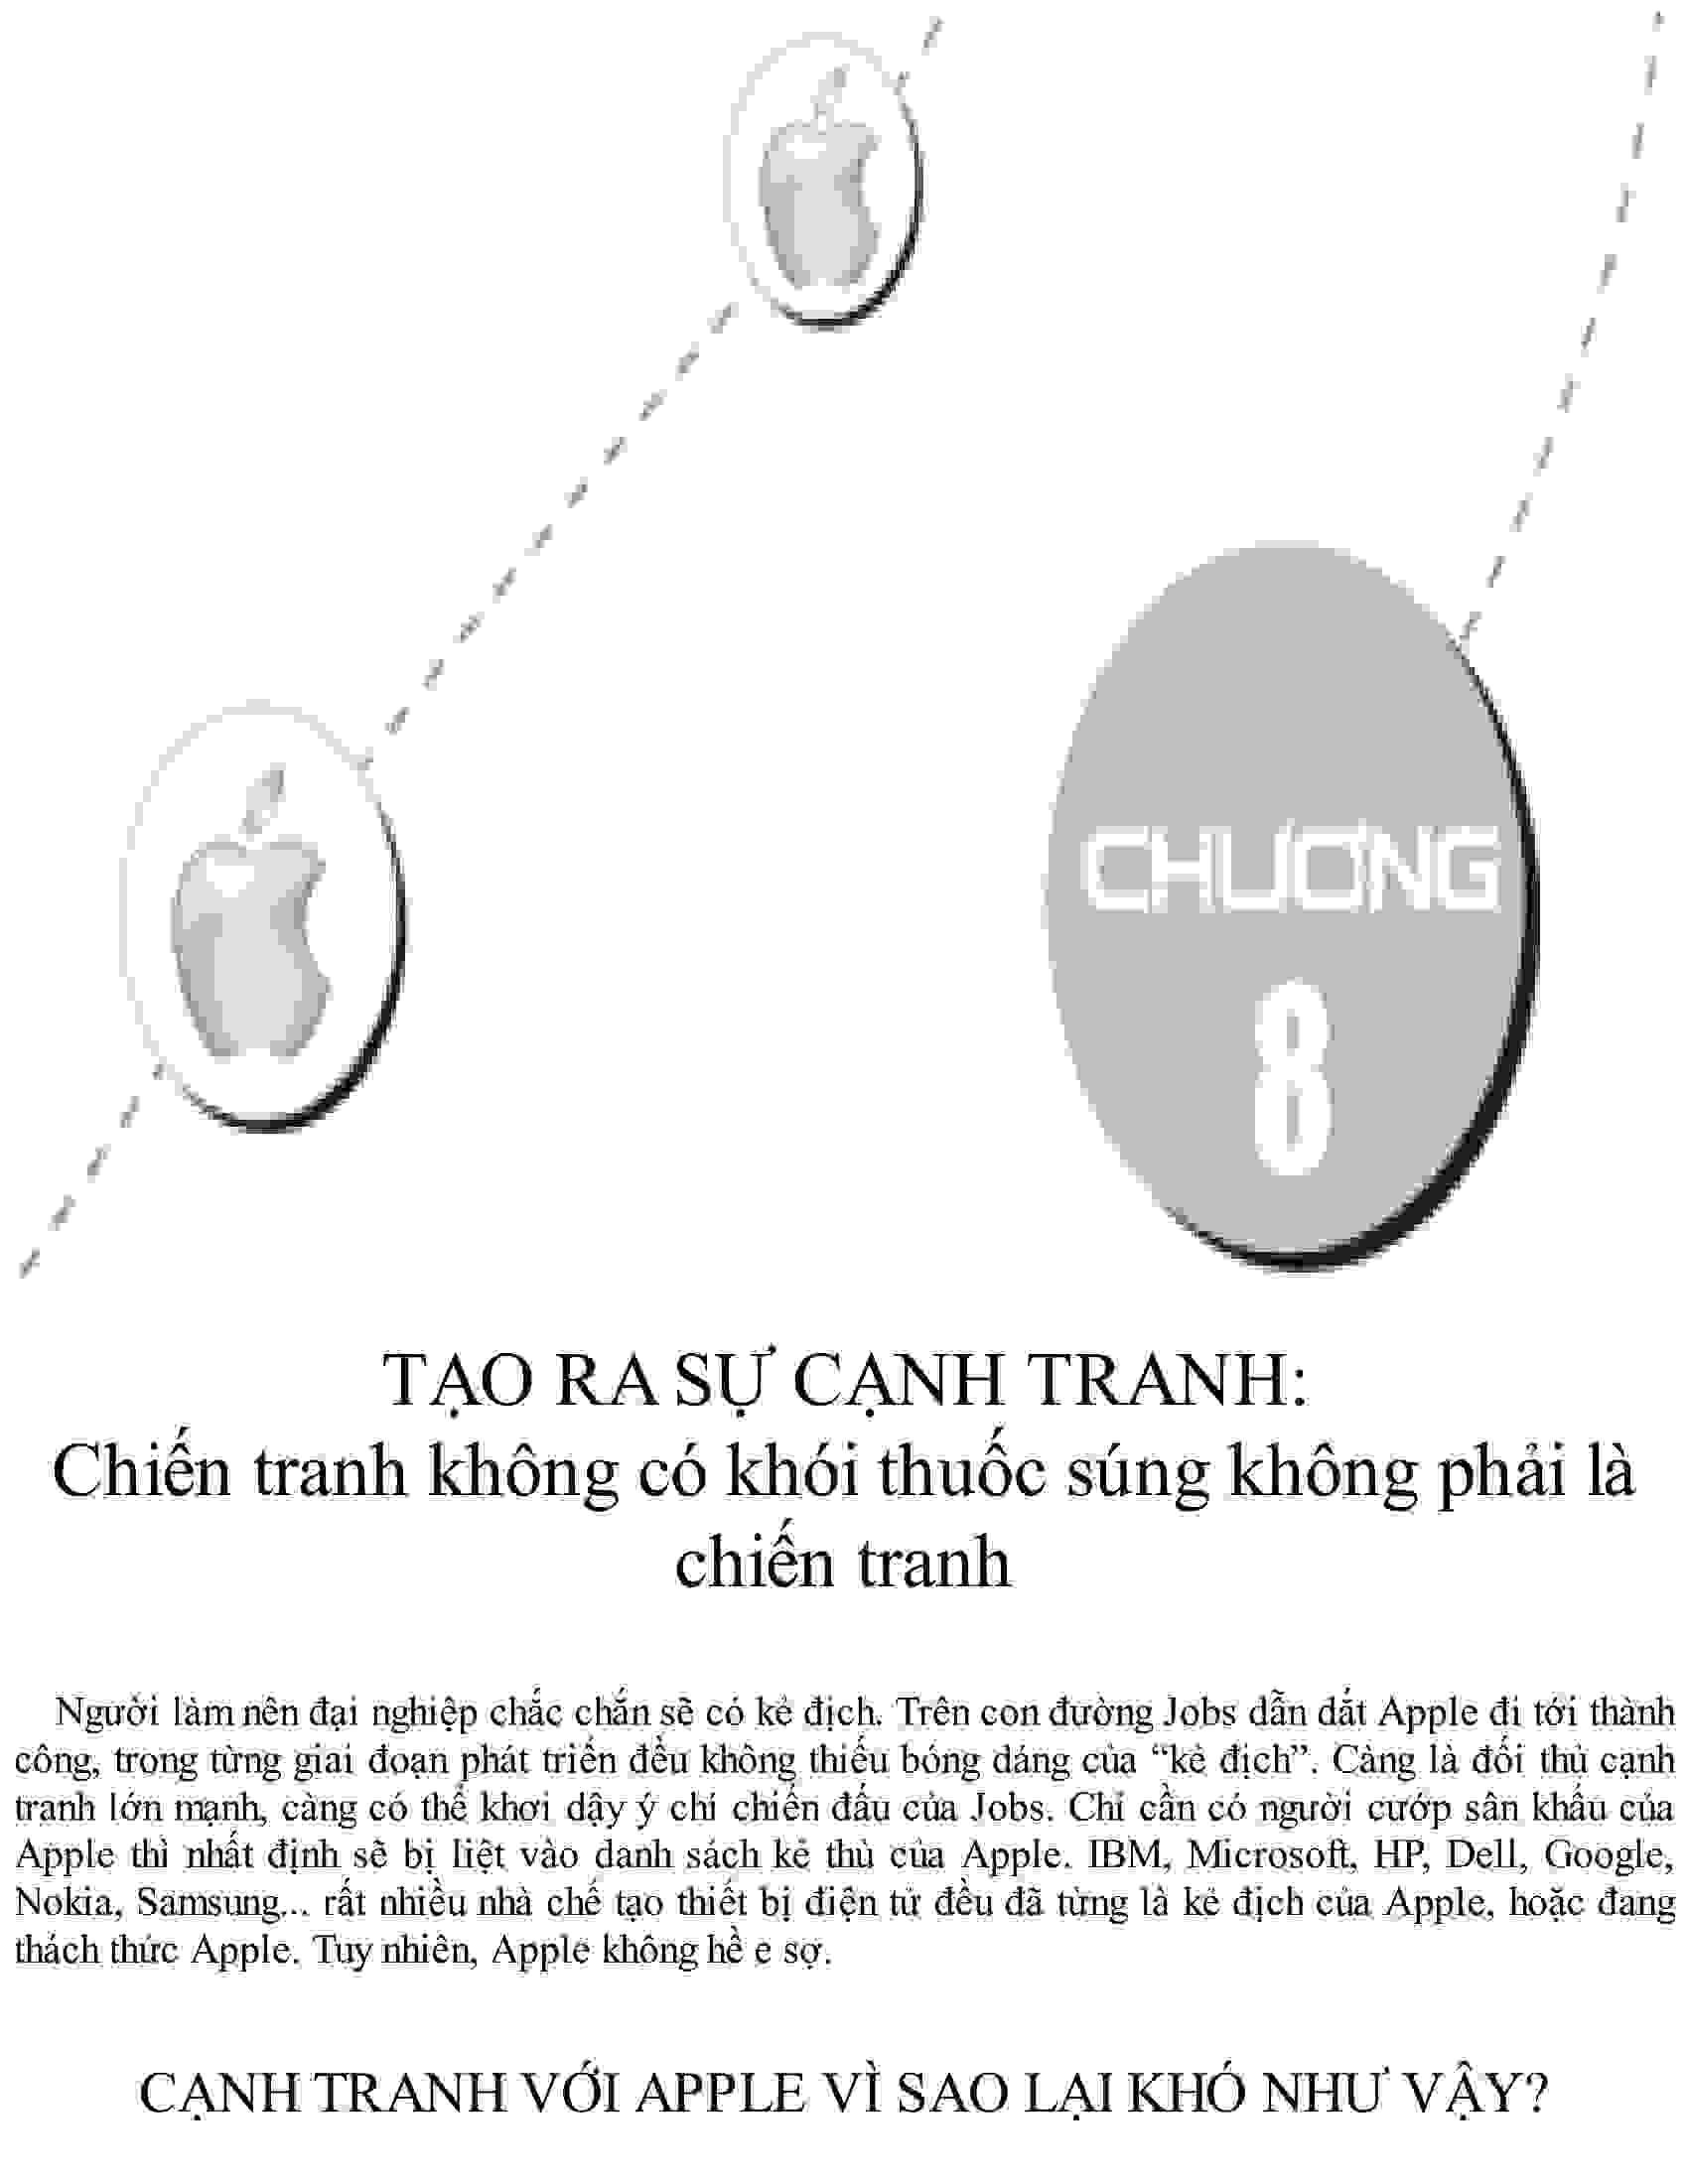 CHƯƠNG
8
TẠO RA SỰ CẠNH TRANH:
Chiến tranh không có khói thuốc súng không phải là
chiến tranh
Người làm nên đại nghiệp chắc chắn sẽ có kẻ địch. Trên con đường Jobs dẫn dắt Apple đi tới thành
công, trong từng giai đoạn phát triển đều không thiếu bóng dáng của “kẻ địch”. Càng là đối thủ cạnh
tranh lớn mạnh, càng có thể khơi dậy ý chí chiến đấu của Jobs. Chỉ cần có người cướp sân khấu của
Apple thì nhất định sẽ bị liệt vào danh sách kẻ thù của Apple. IBM, Microsoft, HP, Dell, Google,
Nokia, Samsung... rất nhiều nhà chế tạo thiết bị điện tử đều đã từng là kẻ địch của Apple, hoặc đang
thách thức Apple. Tuy nhiên, Apple không hề e sợ.
CẠNH TRANH VỚI APPLE VÌ SAO LẠI KHÓ NHƯ VẬY?